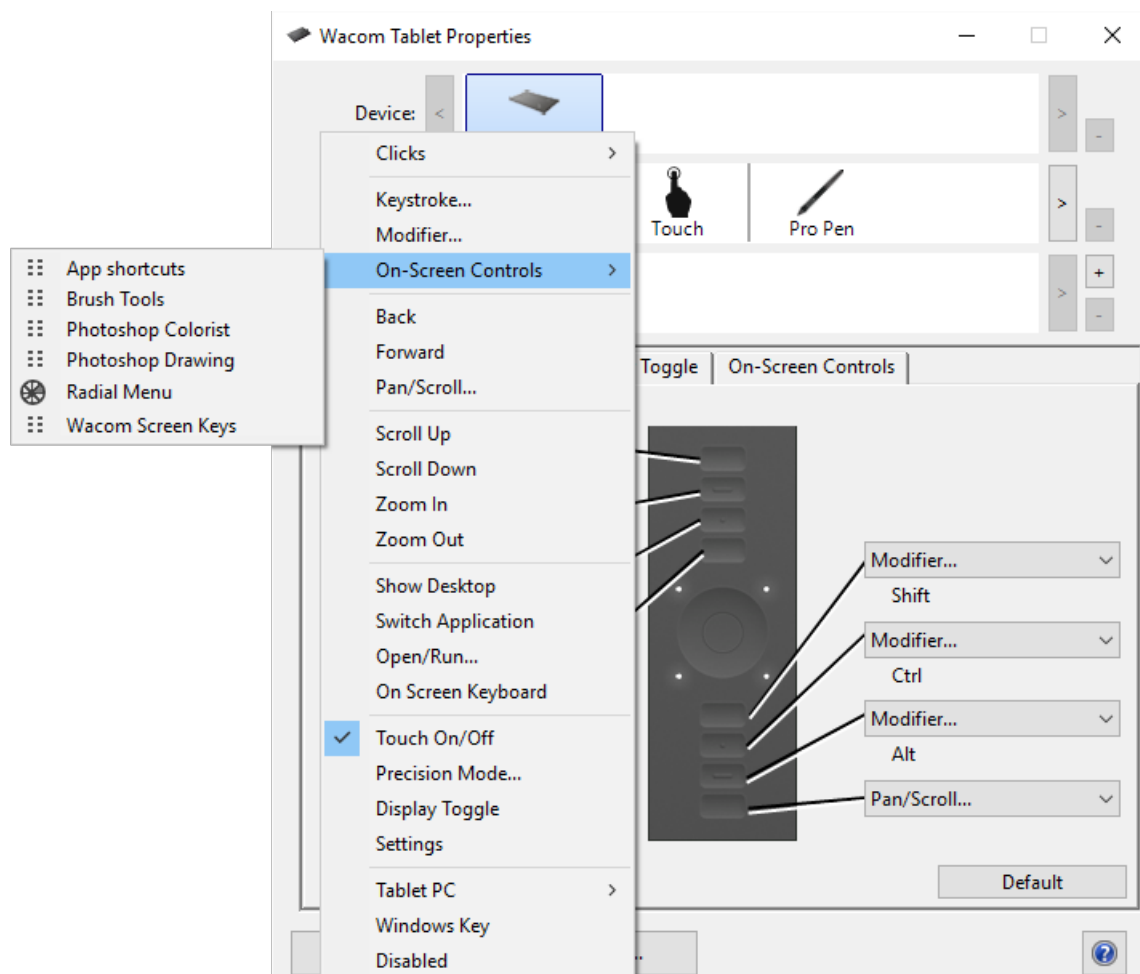 Wacom Tablet Properties
Device:
Clicks
Keystroke...
Modifier...
On-Screen Controls
Back
Forward
Pan/Scroll...
Scroll Up
Scroll Down
Zoom In
Zoom Out
Show Desktop
Switch Application
Open/Run...
On Screen Keyboard
Touch On/Off
Precision Mode...
Display Toggle
Settings
Tablet PC
Windows Key
Disabled
App shortcuts
Brush Tools
Photoshop Colorist
Photoshop Drawing
Radial Menu
Wacom Screen Keys
Touch
Pro Pen
Toggle
On-Screen Controls
Modifier...
Shift
Modifier...
Ctrl
Modifier...
Alt
Pan/Scroll...
Default